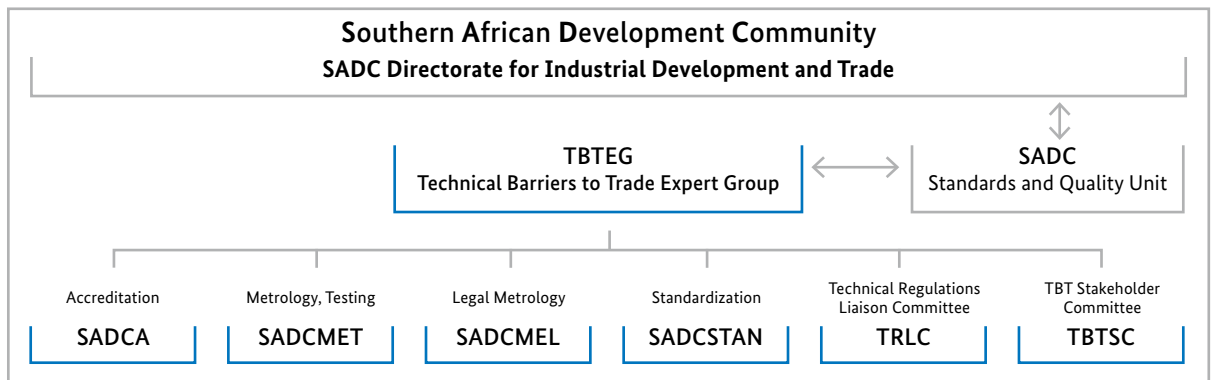 Southern African Development Community
SADC Directorate for Industrial Development and Trade
TBTEG
Technical Barriers to Trade Expert Group
SADC
Standards and Quality Unit
Accreditation
SADCA
Metrology, Testing
SADCMET
Legal Metrology
SADCMEL
Standardization
SADCSTAN
Technical Regulations
Liaison Committee
TRLC
TBT Stakeholder
Committee
TBTSC